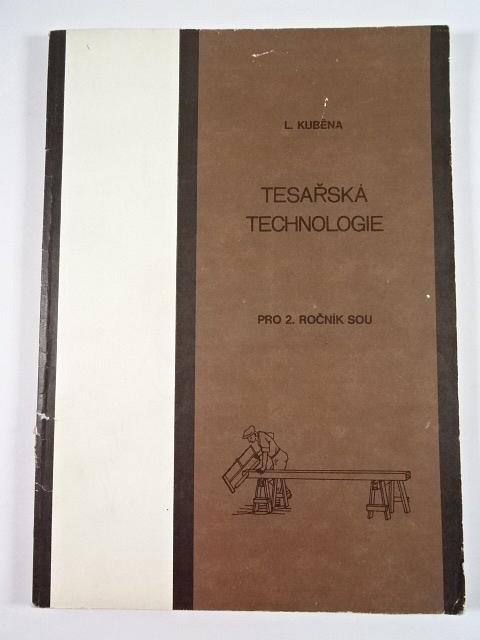 L. KUBĚNA
TESAŘSKÁ
TECHNOLOGIE
PRO 2. ROČNÍK SOU